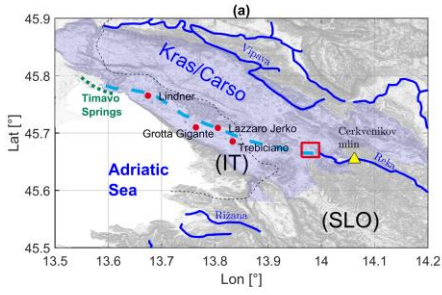 (a)
45.9
45.8
45.7
45.6
45.5
Lat [°]
13.5
13.6
13.7
13.8
13.9
14
14.1
14.2
Lon [°]
Kras/Carso
Vipava
Timavo
Springs
Lindner
Grotta Gigante
Lazzaro Jerko
Trebiciano
Cerkvenikov
mlin
Reka
(IT)
Adriatic
Sea
(SLO)
Rižana